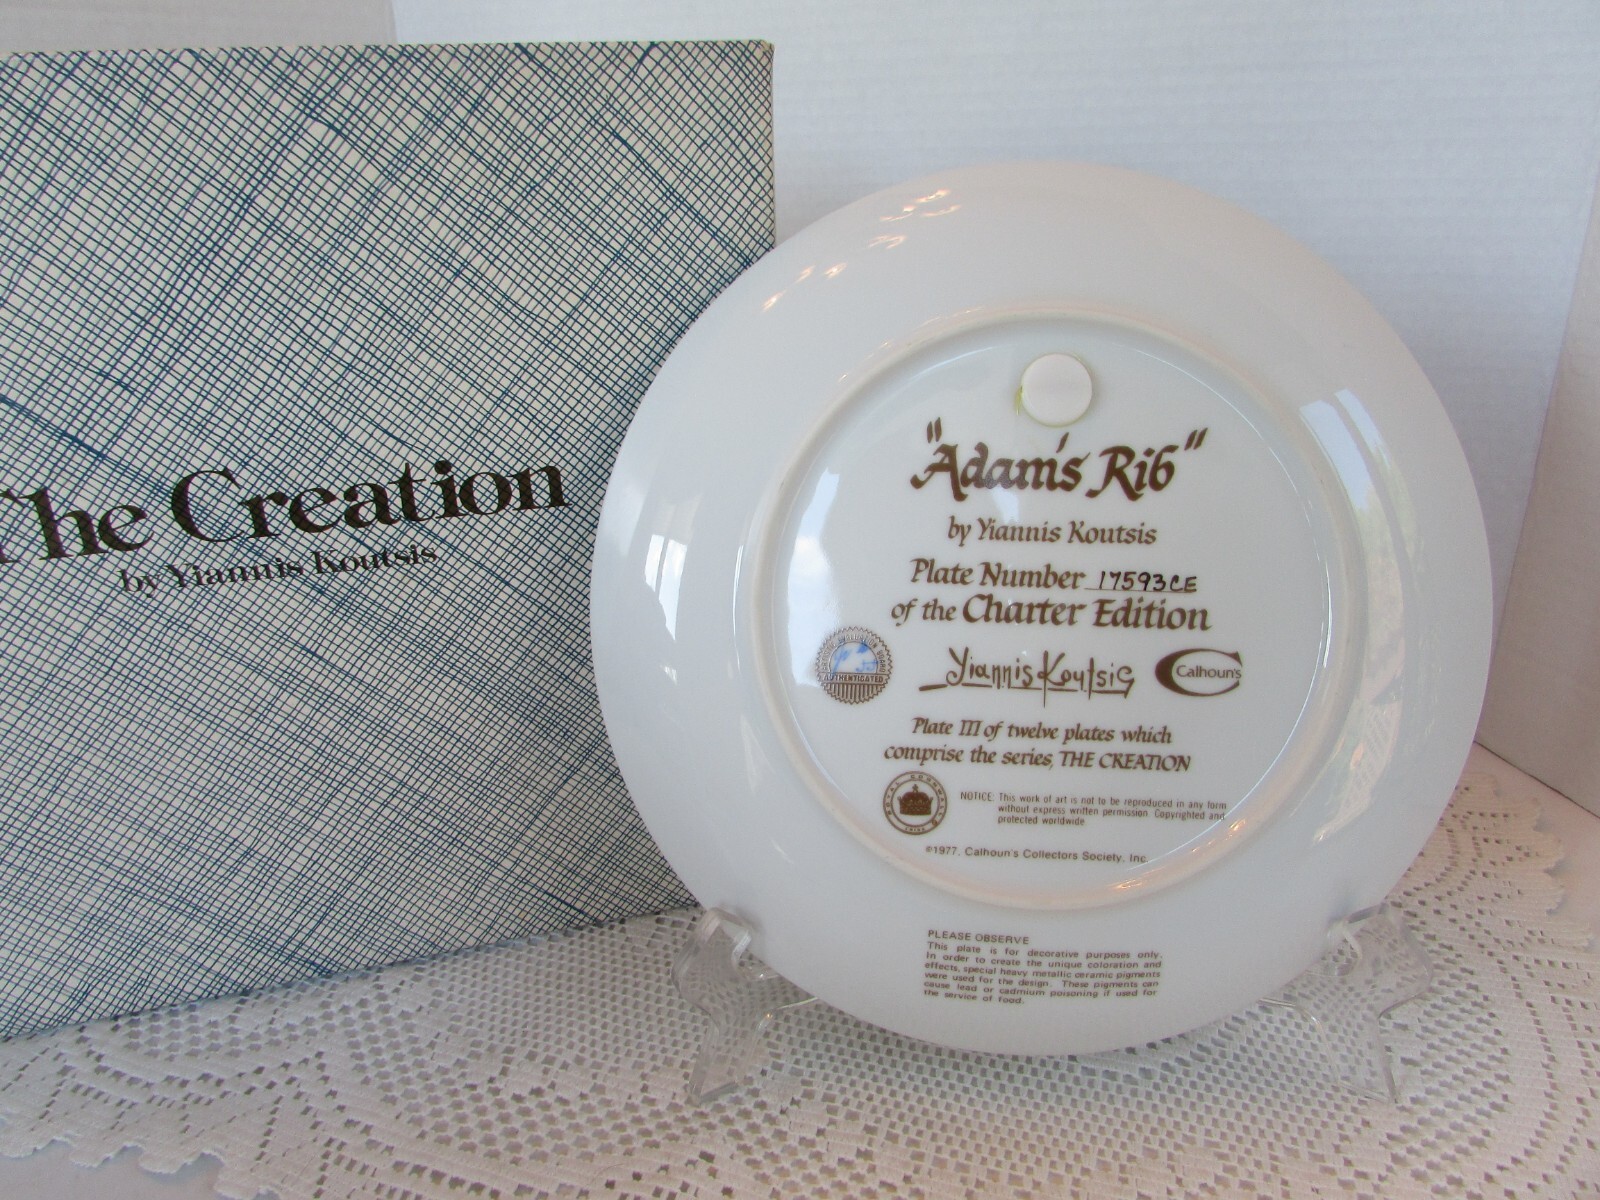 The Creation
by Yiannis Koutsis
"Adam's Rib"
by Yiannis Koutsis
Plate Number 17593CE
of the Charter Edition
AUTHENTICATED
Yiannis Koutsis
Calhoun's
Plate III of twelve plates which
comprise the series, THE CREATION
ROYAL CORNWALL
NOTICE: This work of art is not to be reproduced in any form
without express written permission. Copyrighted and
protected worldwide
©1977, Calhoun's Collectors Society, Inc.
PLEASE OBSERVE
This plate is for decorative purposes only.
In order to create the unique coloration and
effects, special heavy metallic ceramic pigments
were used for the design. These pigments can
cause lead or cadmium poisoning if used for
the service of food.